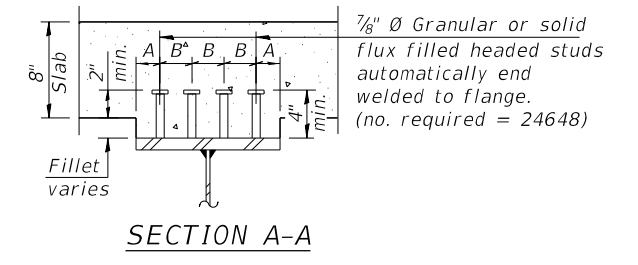 ⅞" Ø Granular or solid
flux filled headed studs
automatically end
welded to flange.
(no. required = 24648)
A B B B A
8"
Slab
2"
min.
4"
min.
Fillet
varies
SECTION A-A